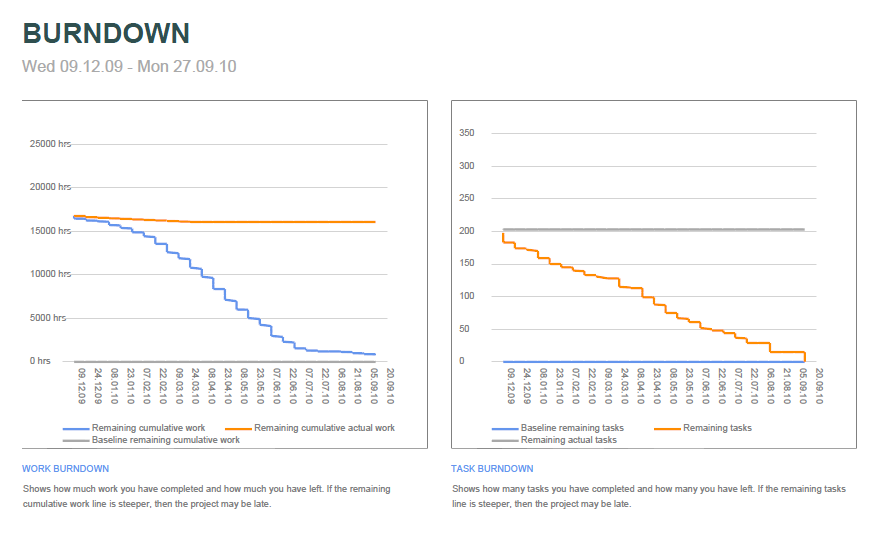 BURNDOWN
Wed 09.12.09 - Mon 27.09.10
25000 hrs
20000 hrs
15000 hrs
10000 hrs
5000 hrs
0 hrs
09.12.09
24.12.09
08.01.10
23.01.10
07.02.10
22.02.10
09.03.10
24.03.10
08.04.10
23.04.10
08.05.10
23.05.10
07.06.10
22.06.10
07.07.10
22.07.10
06.08.10
21.08.10
05.09.10
20.09.10
Remaining cumulative work
Remaining cumulative actual work
Baseline remaining cumulative work
WORK BURNDOWN
Shows how much work you have completed and how much you have left. If the remaining
cumulative work line is steeper, then the project may be late.
350
300
250
200
150
100
50
0
09.12.09
24.12.09
08.01.10
23.01.10
07.02.10
22.02.10
09.03.10
24.03.10
08.04.10
23.04.10
08.05.10
23.05.10
07.06.10
22.06.10
07.07.10
22.07.10
06.08.10
21.08.10
05.09.10
20.09.10
Baseline remaining tasks
Remaining tasks
Remaining actual tasks
TASK BURNDOWN
Shows how many tasks you have completed and how many you have left. If the remaining tasks
line is steeper, then the project may be late.